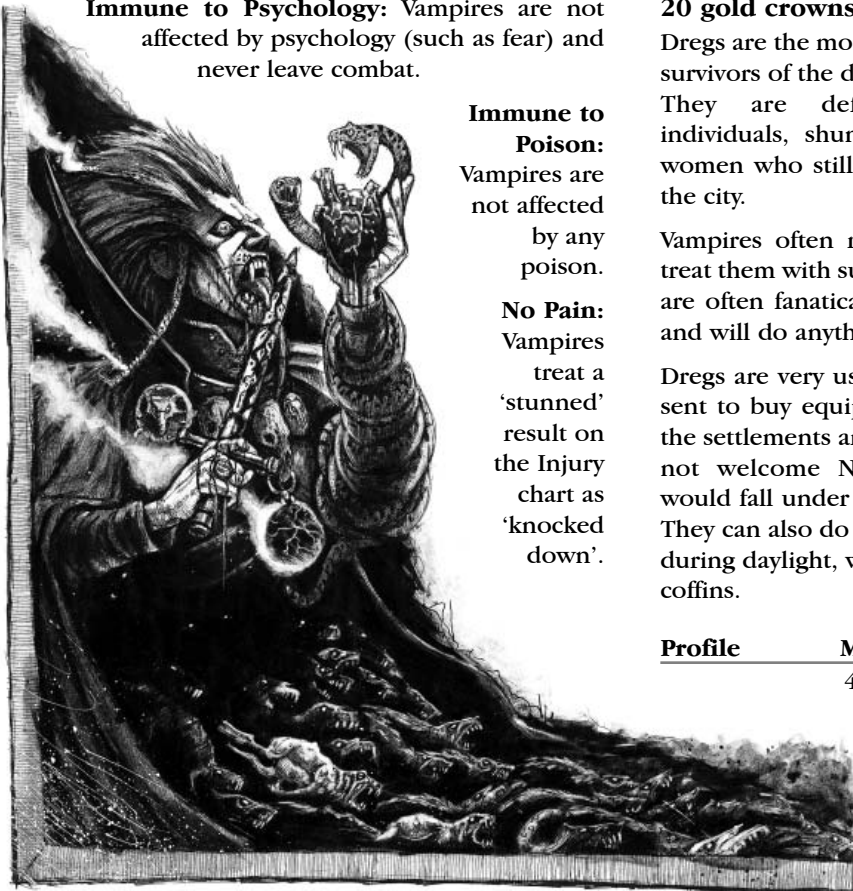 Immune to Psychology: Vampires are not
affected by psychology (such as fear) and
never leave combat.
Immune to
Poison:
Vampires are
not affected
by any
poison.
No Pain:
Vampires
treat a
‘stunned’
result on
the Injury
chart as
‘knocked
down’.
20 gold crowns
Dregs are the mo
survivors of the d
They are def
individuals, shun
women who still
the city.
Vampires often r
treat them with su
are often fanatica
and will do anyth
Dregs are very us
sent to buy equip
the settlements ar
not welcome N
would fall under
They can also do
during daylight, w
coffins.
Profile M
4